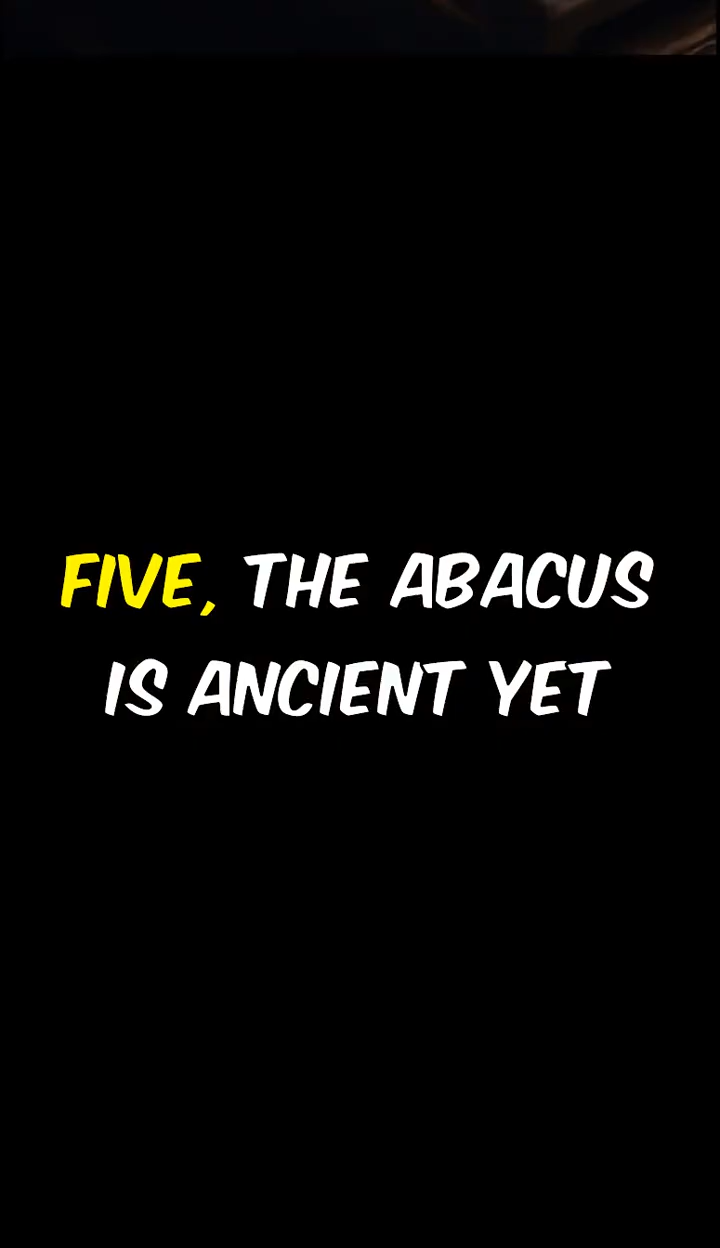 FIVE, THE ABACUS
IS ANCIENT YET